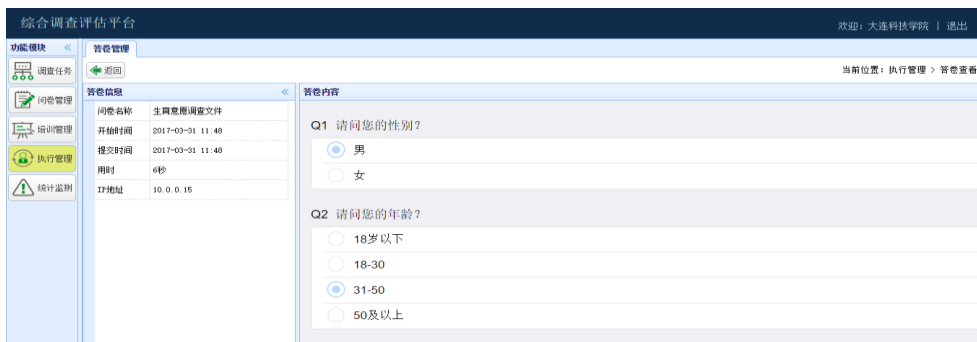 综合调查评估平台
欢迎：大连科技学院 | 退出
功能模块 «
答卷管理
调查任务
返回
当前位置：执行管理 > 答卷查看
问卷管理
培训管理
执行管理
统计监测
答卷信息 «
问卷名称 生育意愿调查文件
开始时间 2017-03-31 11:48
提交时间 2017-03-31 11:48
用时 6秒
IP地址 10.0.0.15
答卷内容
Q1 请问您的性别?
男
女
Q2 请问您的年龄?
18岁以下
18-30
31-50
50及以上